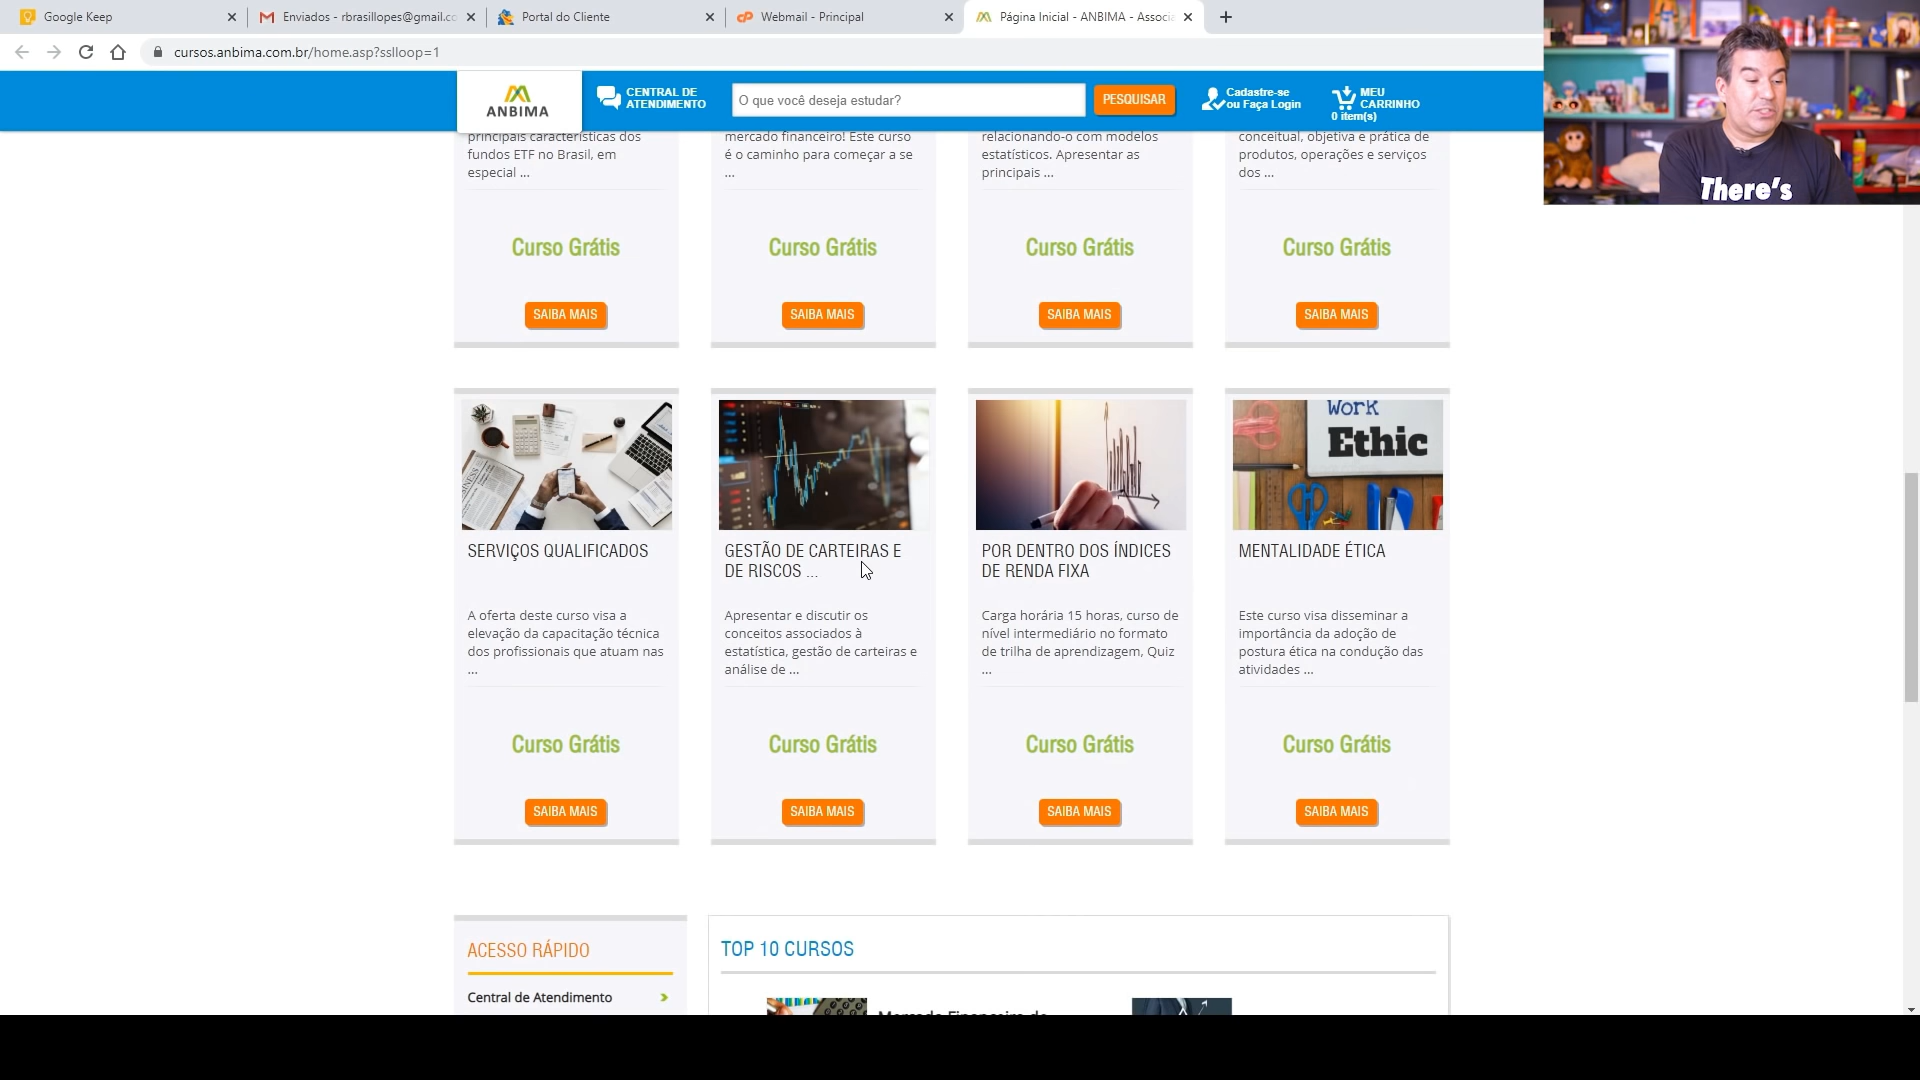 Google Keep
Enviados - rbrasillopes@gmail.co
Portal do Cliente
Webmail - Principal
Página Inicial - ANBIMA - Associa
cursos.anbima.com.br/home.asp?sslloop=1
ANBIMA
CENTRAL DE
ATENDIMENTO
O que você deseja estudar?
PESQUISAR
Cadastre-se
ou Faça Login
MEU
CARRINHO
0 item(s)
There's
principais características dos
fundos ETF no Brasil, em
especial ...
mercado financeiro! Este curso
é o caminho para começar a se
...
relacionando-o com modelos
estatísticos. Apresentar as
principais ...
conceitual, objetiva e prática de
produtos, operações e serviços
dos ...
Curso Grátis
Curso Grátis
Curso Grátis
Curso Grátis
SAIBA MAIS
SAIBA MAIS
SAIBA MAIS
SAIBA MAIS
Work
Ethic
SERVIÇOS QUALIFICADOS
A oferta deste curso visa a
elevação da capacitação técnica
dos profissionais que atuam nas
...
GESTÃO DE CARTEIRAS E
DE RISCOS ...
Apresentar e discutir os
conceitos associados à
estatística, gestão de carteiras e
análise de ...
POR DENTRO DOS ÍNDICES
DE RENDA FIXA
Carga horária 15 horas, curso de
nível intermediário no formato
de trilha de aprendizagem, Quiz
...
MENTALIDADE ÉTICA
Este curso visa disseminar a
importância da adoção de
postura ética na condução das
atividades ...
Curso Grátis
Curso Grátis
Curso Grátis
Curso Grátis
SAIBA MAIS
SAIBA MAIS
SAIBA MAIS
SAIBA MAIS
ACESSO RÁPIDO
Central de Atendimento
TOP 10 CURSOS
Mercado Financeiro de